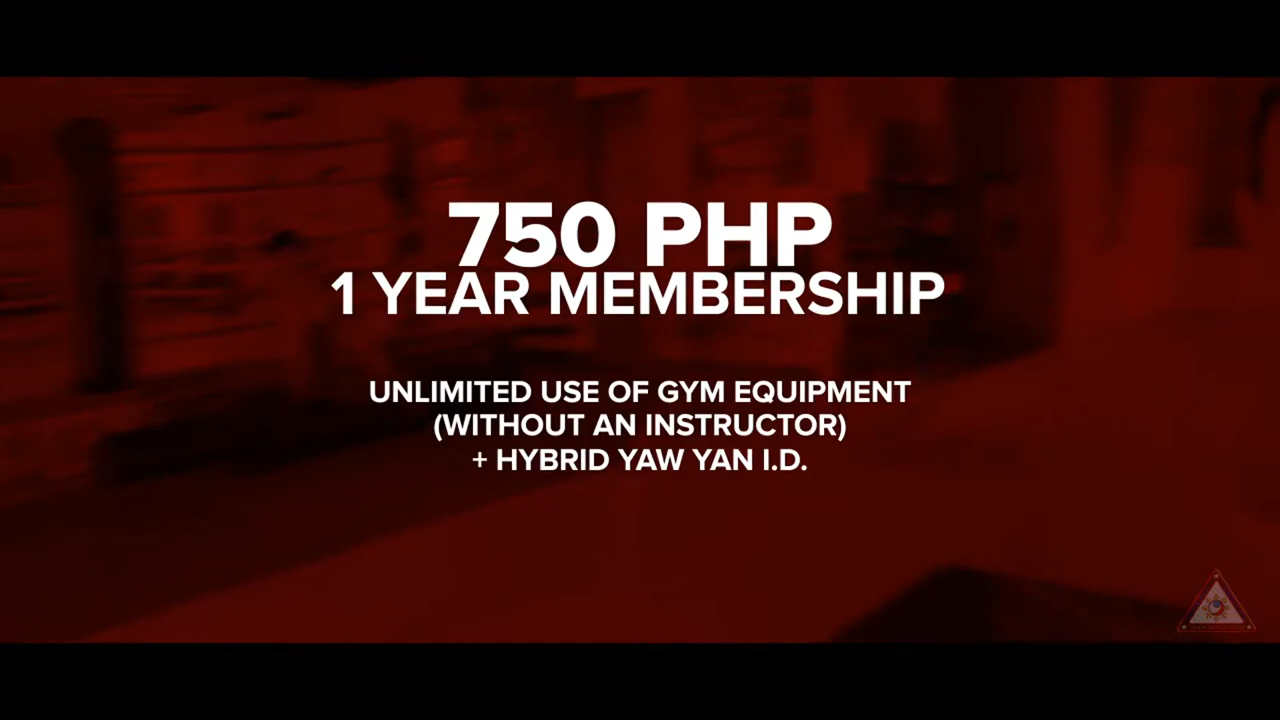 750 PHP
1 YEAR MEMBERSHIP
UNLIMITED USE OF GYM EQUIPMENT
(WITHOUT AN INSTRUCTOR)
+ HYBRID YAW YAN I.D.